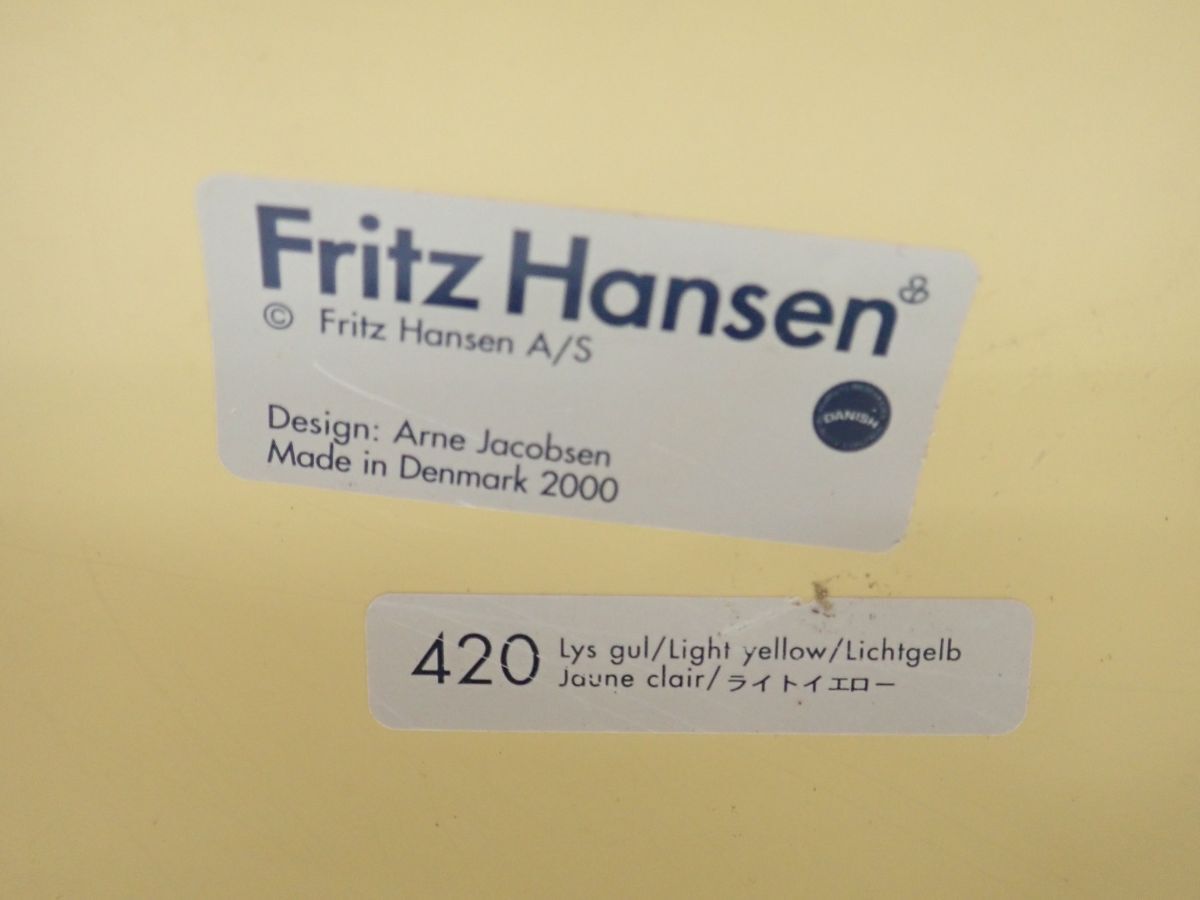 Fritz Hansen
© Fritz Hansen A/S
DANISH
Design: Arne Jacobsen
Made in Denmark 2000
420 Lys gul/Light yellow/Lichtgelb
Jaune clair/ライトイエロー